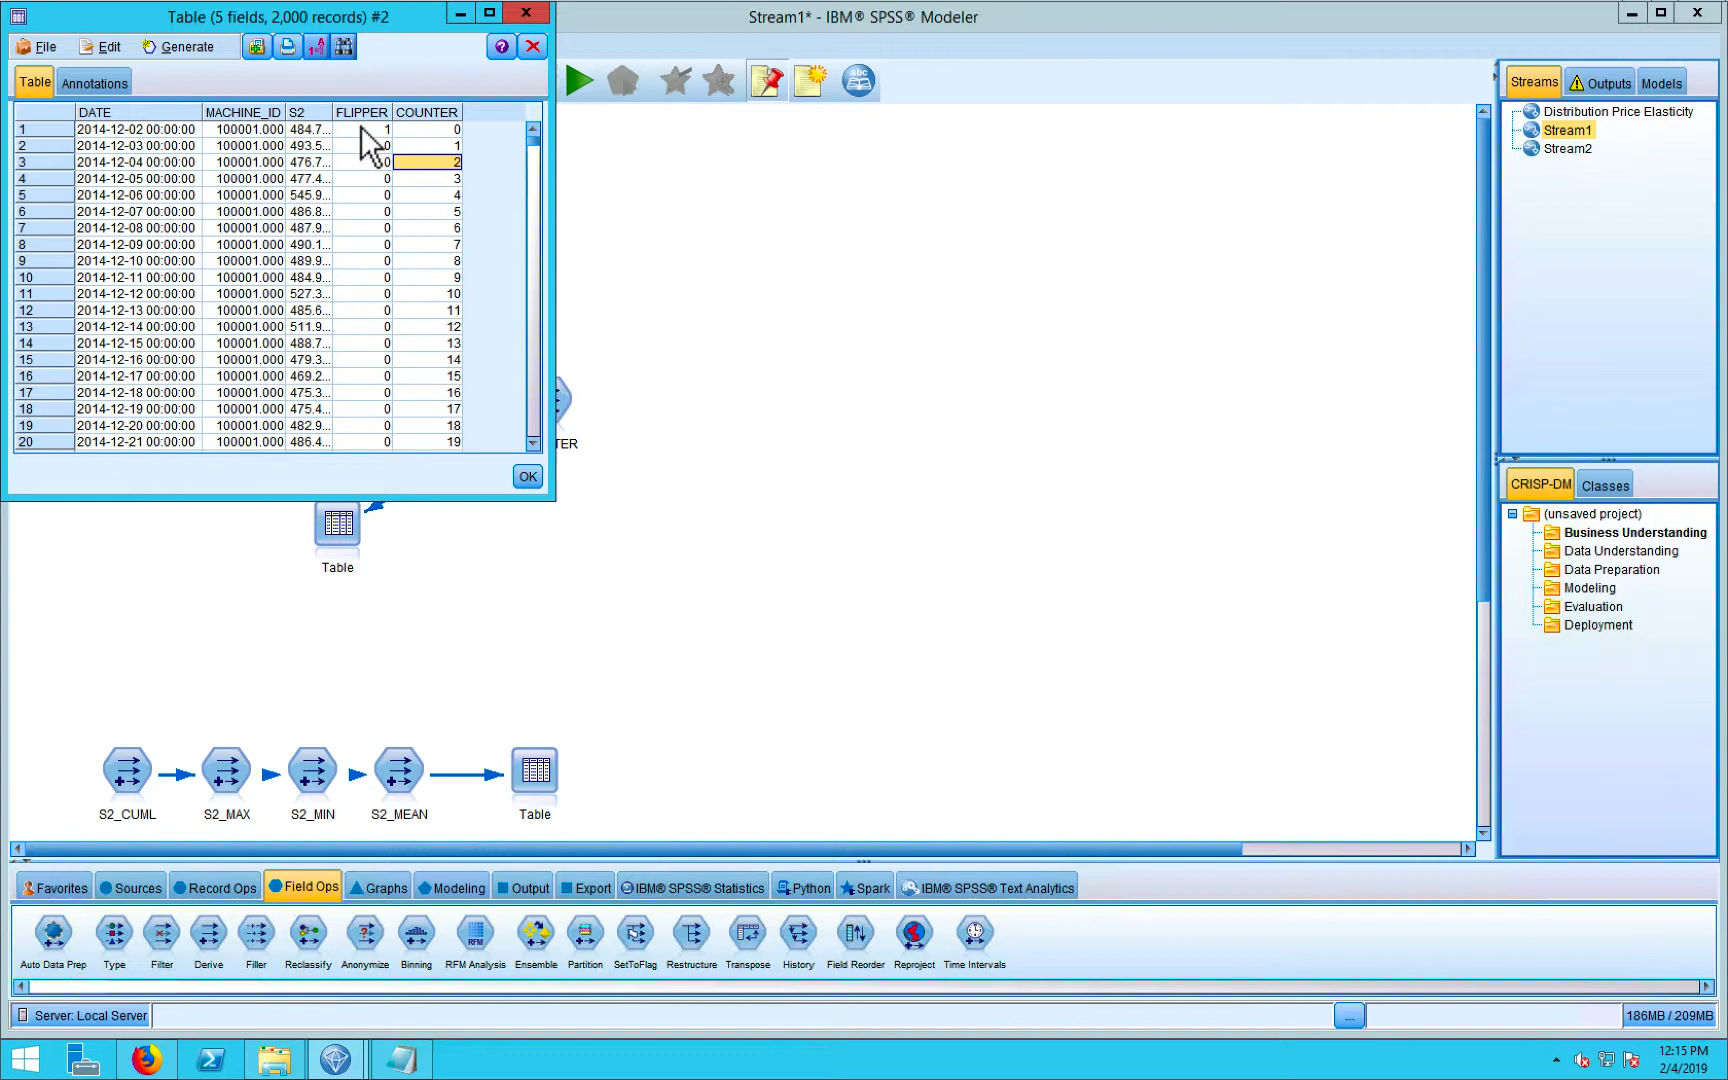 Table (5 fields, 2,000 records) #2
Stream1* - IBM® SPSS® Modeler
File Edit Generate
Table Annotations
DATE MACHINE_ID S2 FLIPPER COUNTER
1 2014-12-02 00:00:00 100001.000 484.7... 1 0
2 2014-12-03 00:00:00 100001.000 493.5... 0 1
3 2014-12-04 00:00:00 100001.000 476.7... 0 2
4 2014-12-05 00:00:00 100001.000 477.4... 0 3
5 2014-12-06 00:00:00 100001.000 545.9... 0 4
6 2014-12-07 00:00:00 100001.000 486.8... 0 5
7 2014-12-08 00:00:00 100001.000 487.9... 0 6
8 2014-12-09 00:00:00 100001.000 490.1... 0 7
9 2014-12-10 00:00:00 100001.000 489.9... 0 8
10 2014-12-11 00:00:00 100001.000 484.9... 0 9
11 2014-12-12 00:00:00 100001.000 527.3... 0 10
12 2014-12-13 00:00:00 100001.000 485.6... 0 11
13 2014-12-14 00:00:00 100001.000 511.9... 0 12
14 2014-12-15 00:00:00 100001.000 488.7... 0 13
15 2014-12-16 00:00:00 100001.000 479.3... 0 14
16 2014-12-17 00:00:00 100001.000 469.2... 0 15
17 2014-12-18 00:00:00 100001.000 475.3... 0 16
18 2014-12-19 00:00:00 100001.000 475.4... 0 17
19 2014-12-20 00:00:00 100001.000 482.9... 0 18
20 2014-12-21 00:00:00 100001.000 486.4... 0 19
OK
abc
TER
Table
S2_CUML S2_MAX S2_MIN S2_MEAN Table
Streams Outputs Models
Distribution Price Elasticity
Stream1
Stream2
CRISP-DM Classes
(unsaved project)
Business Understanding
Data Understanding
Data Preparation
Modeling
Evaluation
Deployment
Favorites Sources Record Ops Field Ops Graphs Modeling Output Export IBM® SPSS® Statistics Python Spark IBM® SPSS® Text Analytics
RFM
Auto Data Prep Type Filter Derive Filler Reclassify Anonymize Binning RFM Analysis Ensemble Partition SetToFlag Restructure Transpose History Field Reorder Reproject Time Intervals
Server: Local Server ... 186MB / 209MB
12:15 PM
2/4/2019